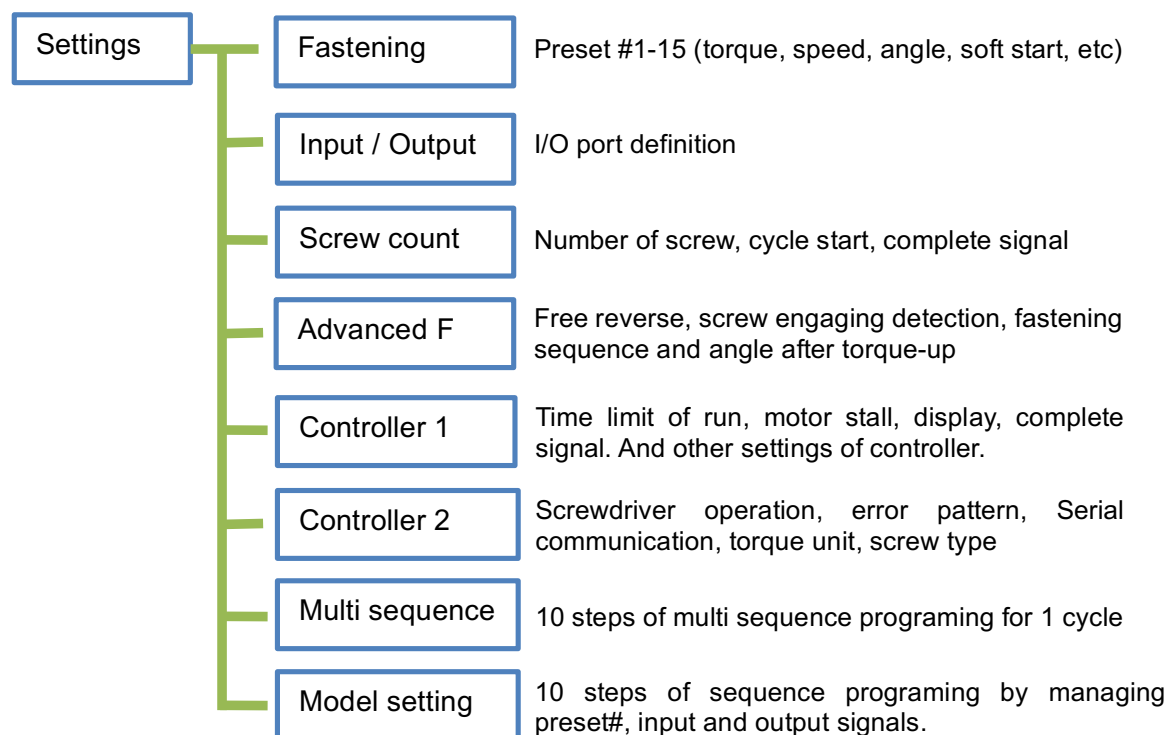 Settings
Fastening
Preset #1-15 (torque, speed, angle, soft start, etc)
Input / Output
I/O port definition
Screw count
Number of screw, cycle start, complete signal
Advanced F
Free reverse, screw engaging detection, fastening
sequence and angle after torque-up
Controller 1
Time limit of run, motor stall, display, complete
signal. And other settings of controller.
Controller 2
Screwdriver operation, error pattern, Serial
communication, torque unit, screw type
Multi sequence
10 steps of multi sequence programing for 1 cycle
Model setting
10 steps of sequence programing by managing
preset#, input and output signals.